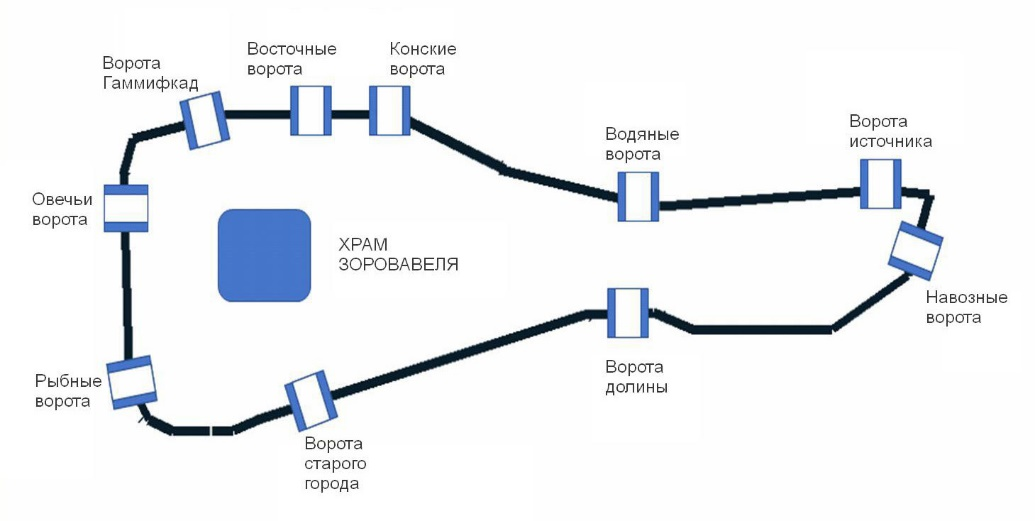 Восточные
ворота
Конские
ворота
Ворота
Гаммифкад
Водяные
ворота
Ворота
источника
Овечьи
ворота
ХРАМ
ЗОРОВАВЕЛЯ
Навозные
ворота
Рыбные
ворота
Ворота
долины
Ворота
старого
города